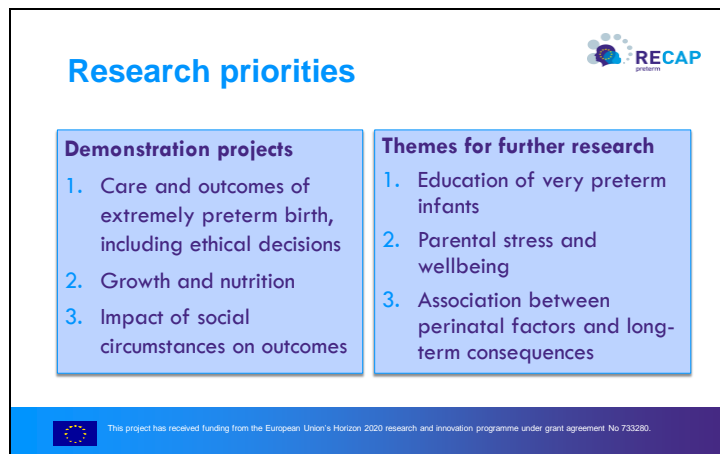 Research priorities
RECAP
preterm
Demonstration projects
1. Care and outcomes of
extremely preterm birth,
including ethical decisions
2. Growth and nutrition
3. Impact of social
circumstances on outcomes
Themes for further research
1. Education of very preterm
infants
2. Parental stress and
wellbeing
3. Association between
perinatal factors and long-
term consequences
This project has received funding from the European Union's Horizon 2020 research and innovation programme under grant agreement No 733280.